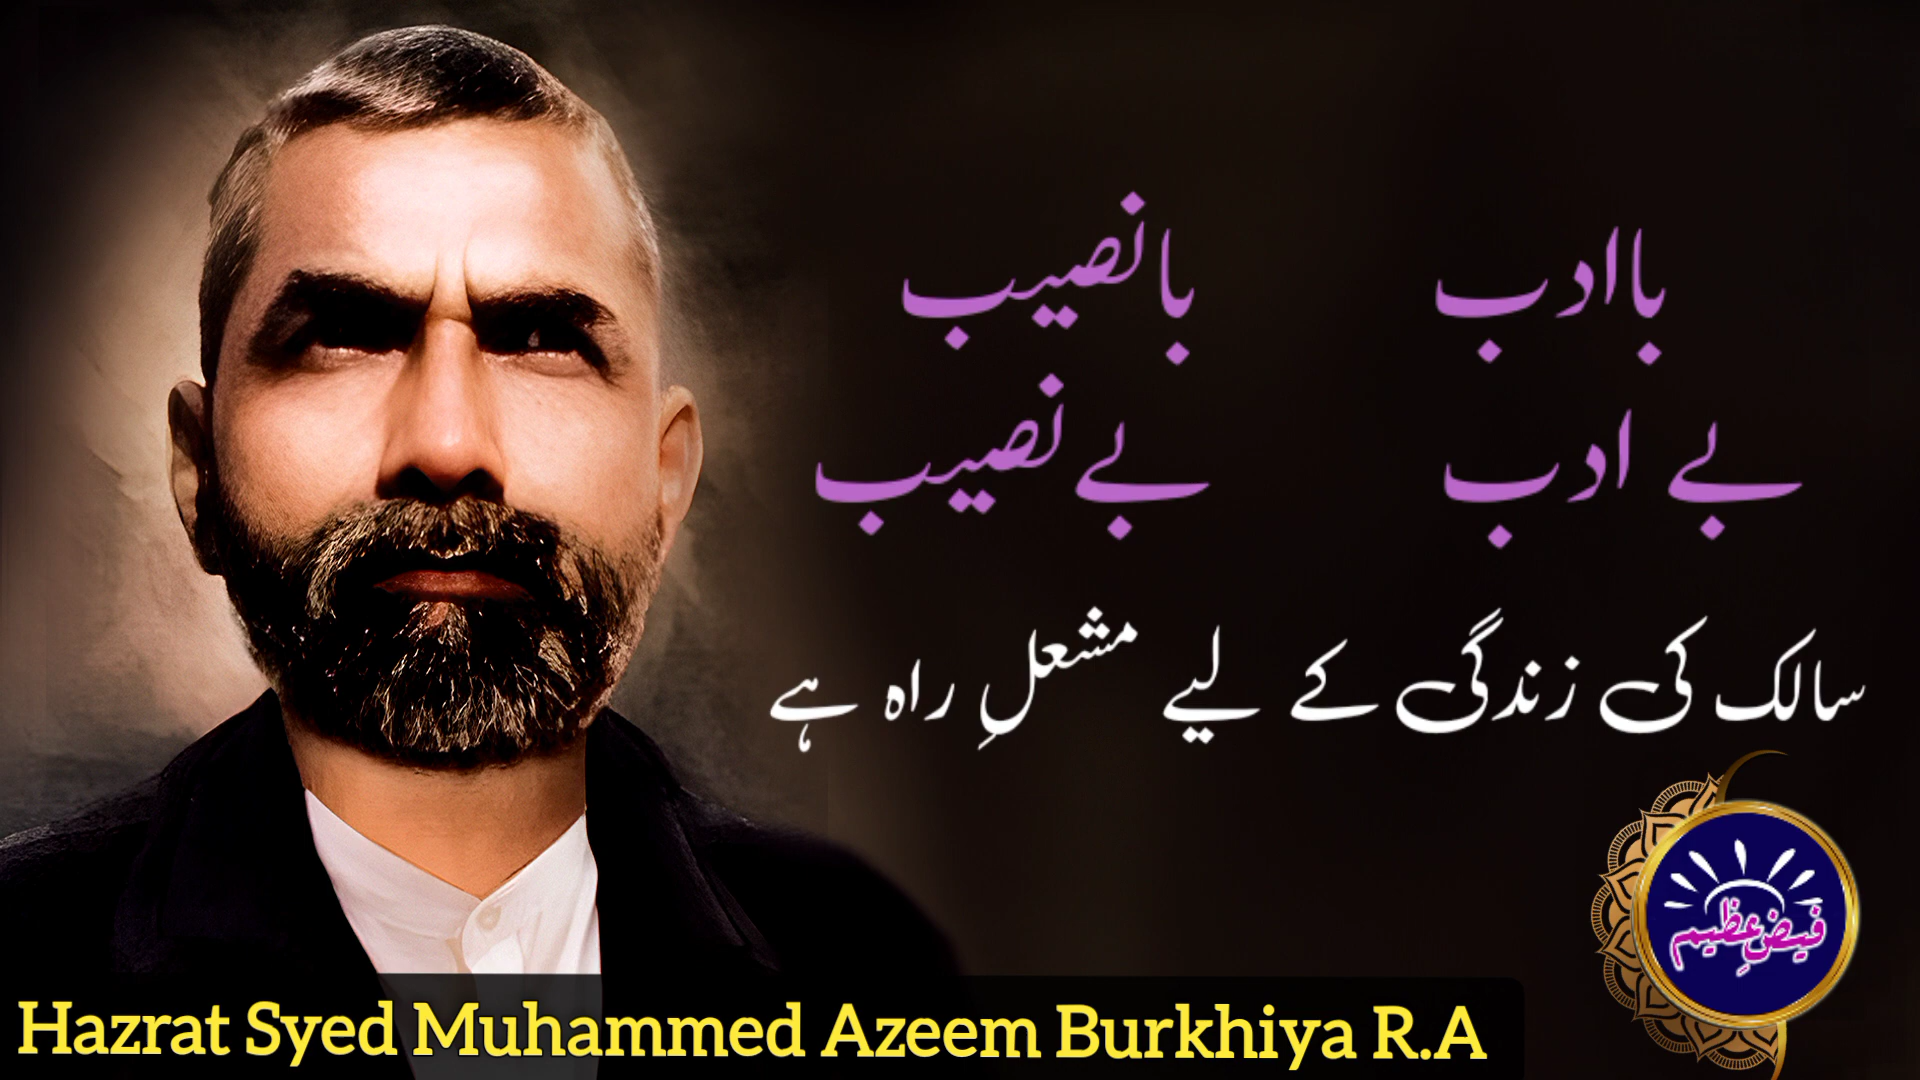 باادب بانصیب
بے ادب بے نصیب
سالک کی زندگی کے لیے مشعلِ راہ ہے
فیضِ عظیم
Hazrat Syed Muhammed Azeem Burkhiya R.A